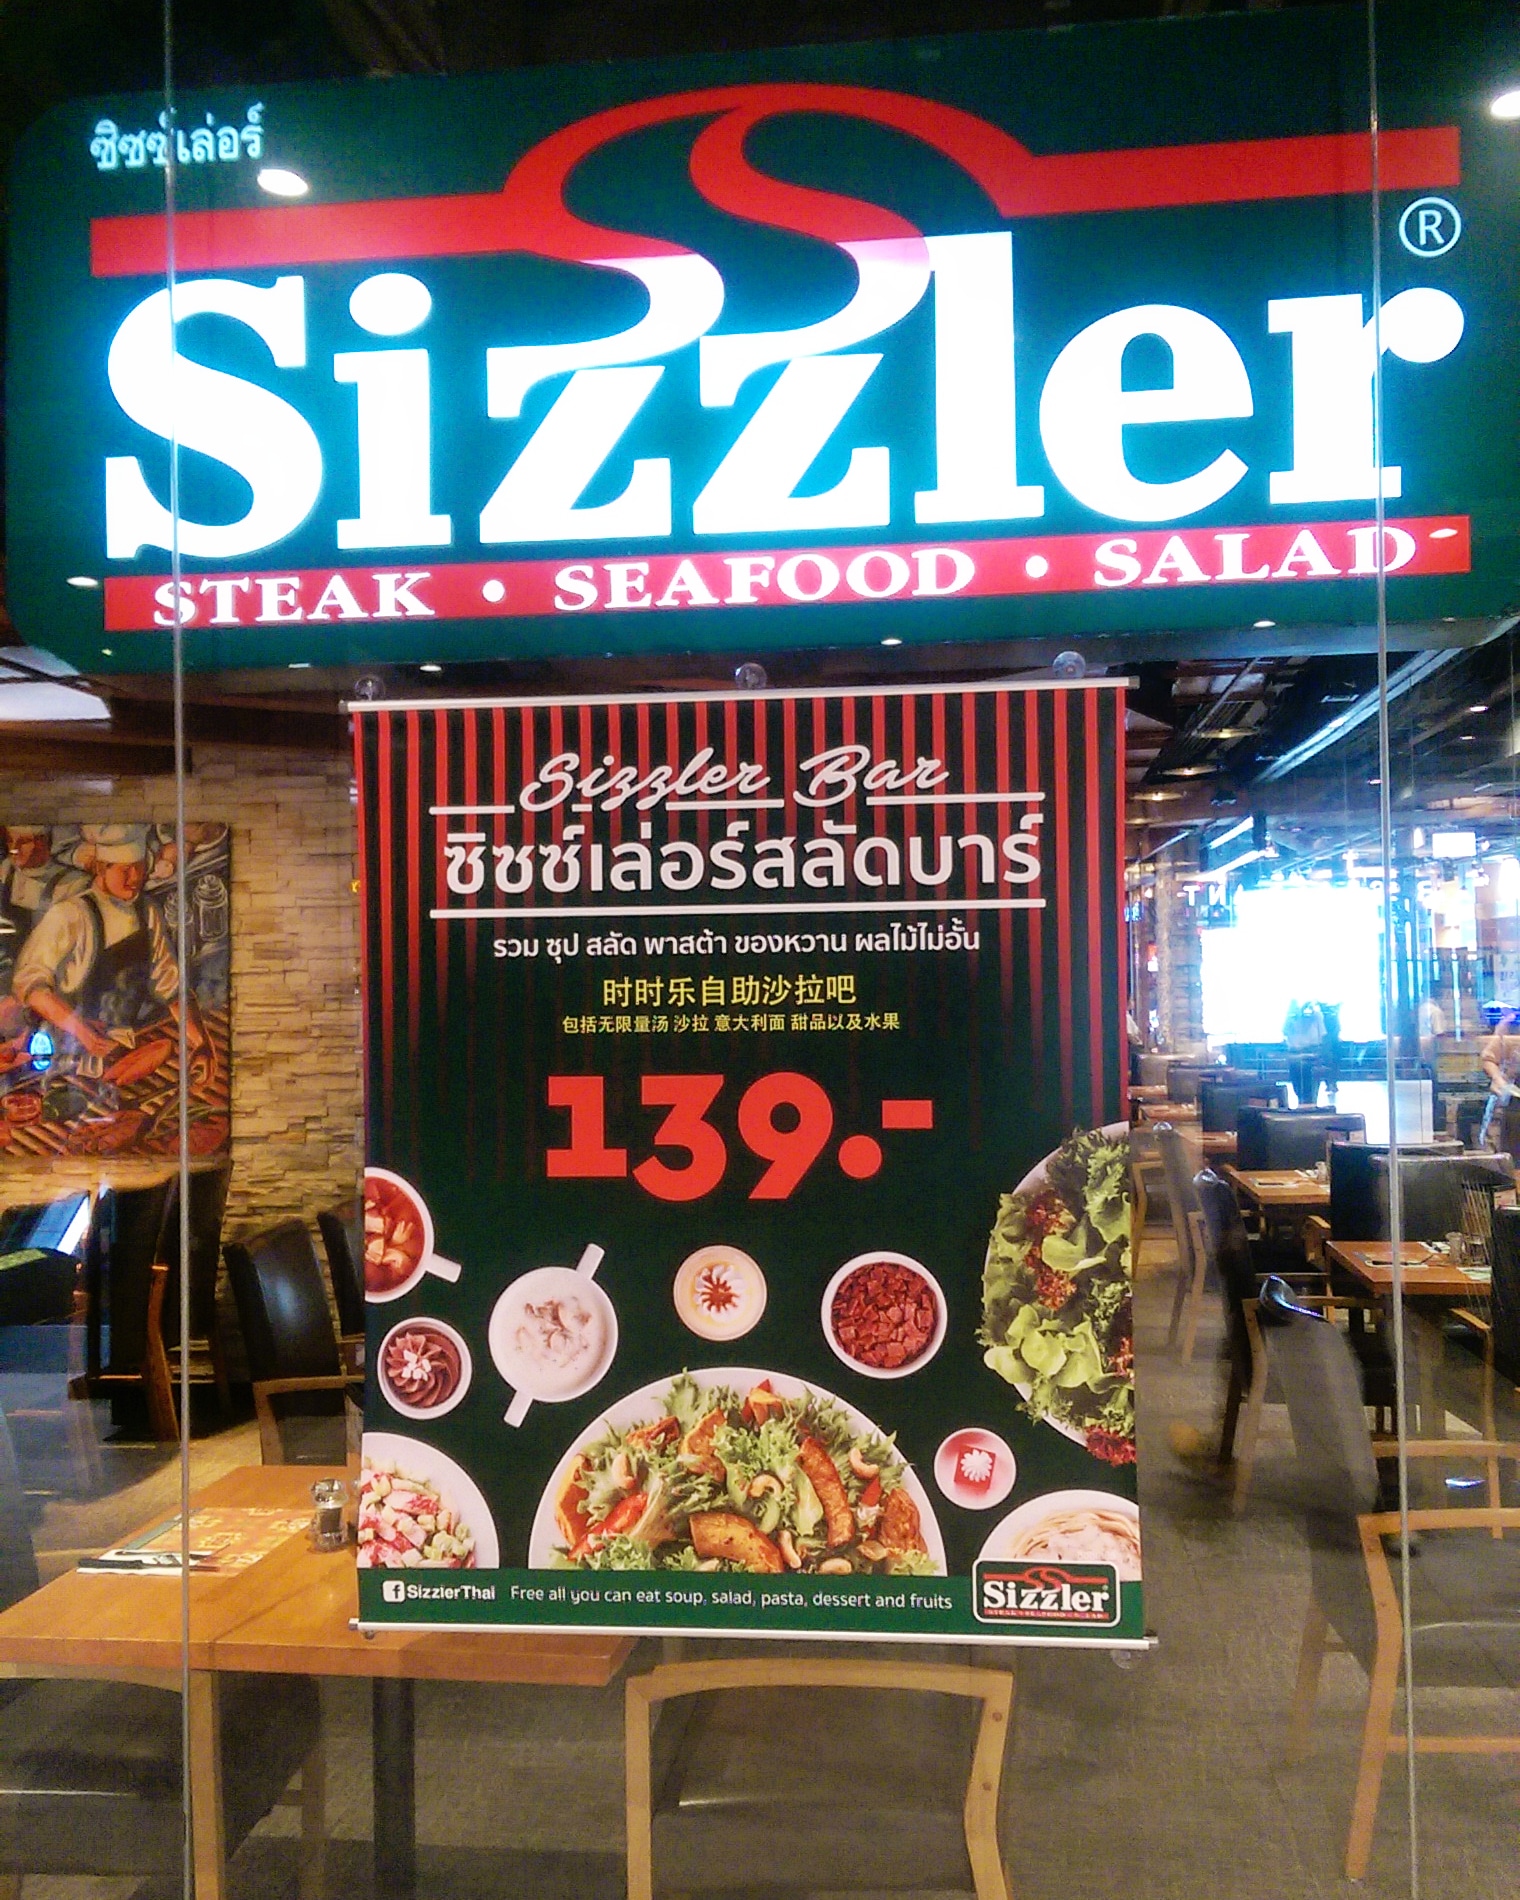 ซิซซ์เล่อร์
Sizzler®
STEAK • SEAFOOD • SALAD
Sizzler Bar
ซิซซ์เล่อร์สลัดบาร์
รวม ซุป สลัด พาสต้า ของหวาน ผลไม้ไม่อั้น
时时乐自助沙拉吧
包括无限量汤 沙拉 意大利面 甜品以及水果
139.-
SizzlerThai Free all you can eat soup, salad, pasta, dessert and fruits
Sizzler
STEAK • SEAFOOD • SALAD